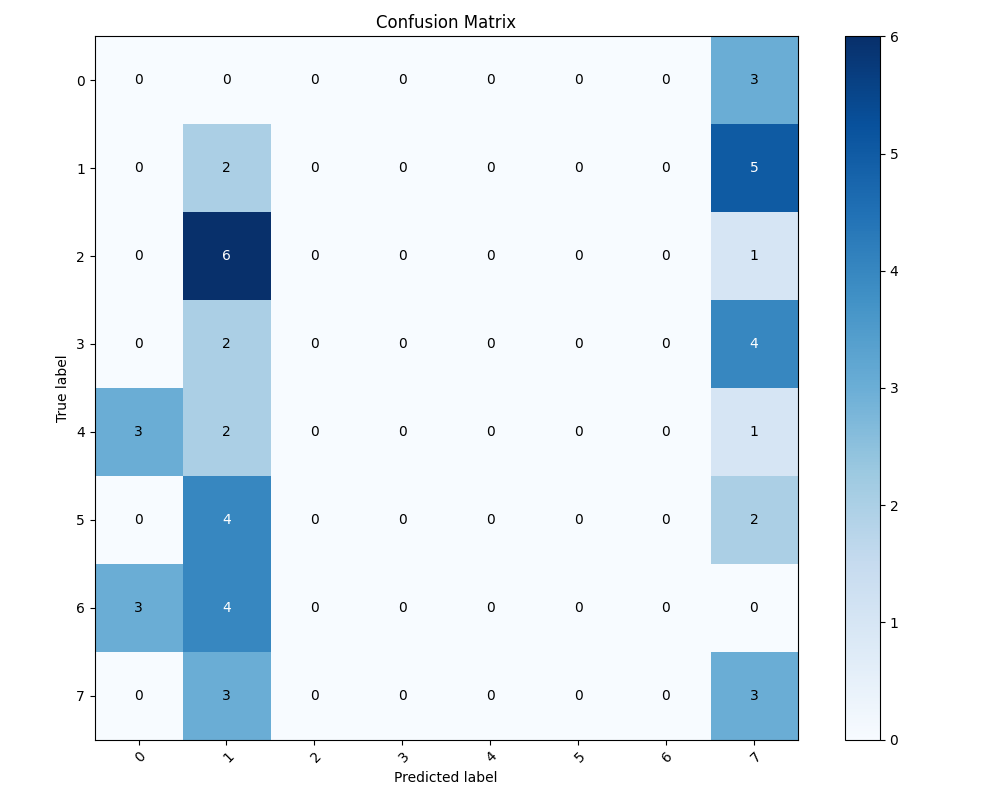 Confusion Matrix
0 0 0 0 0 0 0 0 3
1 0 2 0 0 0 0 0 5
2 0 6 0 0 0 0 0 1
3 0 2 0 0 0 0 0 4
4 3 2 0 0 0 0 0 1
5 0 4 0 0 0 0 0 2
6 3 4 0 0 0 0 0 0
7 0 3 0 0 0 0 0 3
0 1 2 3 4 5 6 7
True label
Predicted label
6
5
4
3
2
1
0